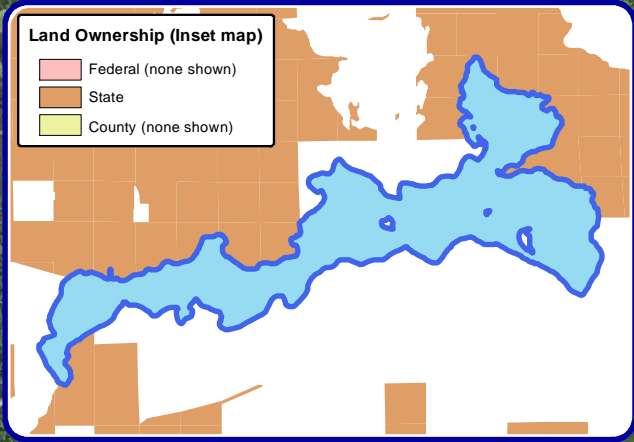 Land Ownership (Inset map)
Federal (none shown)
State
County (none shown)